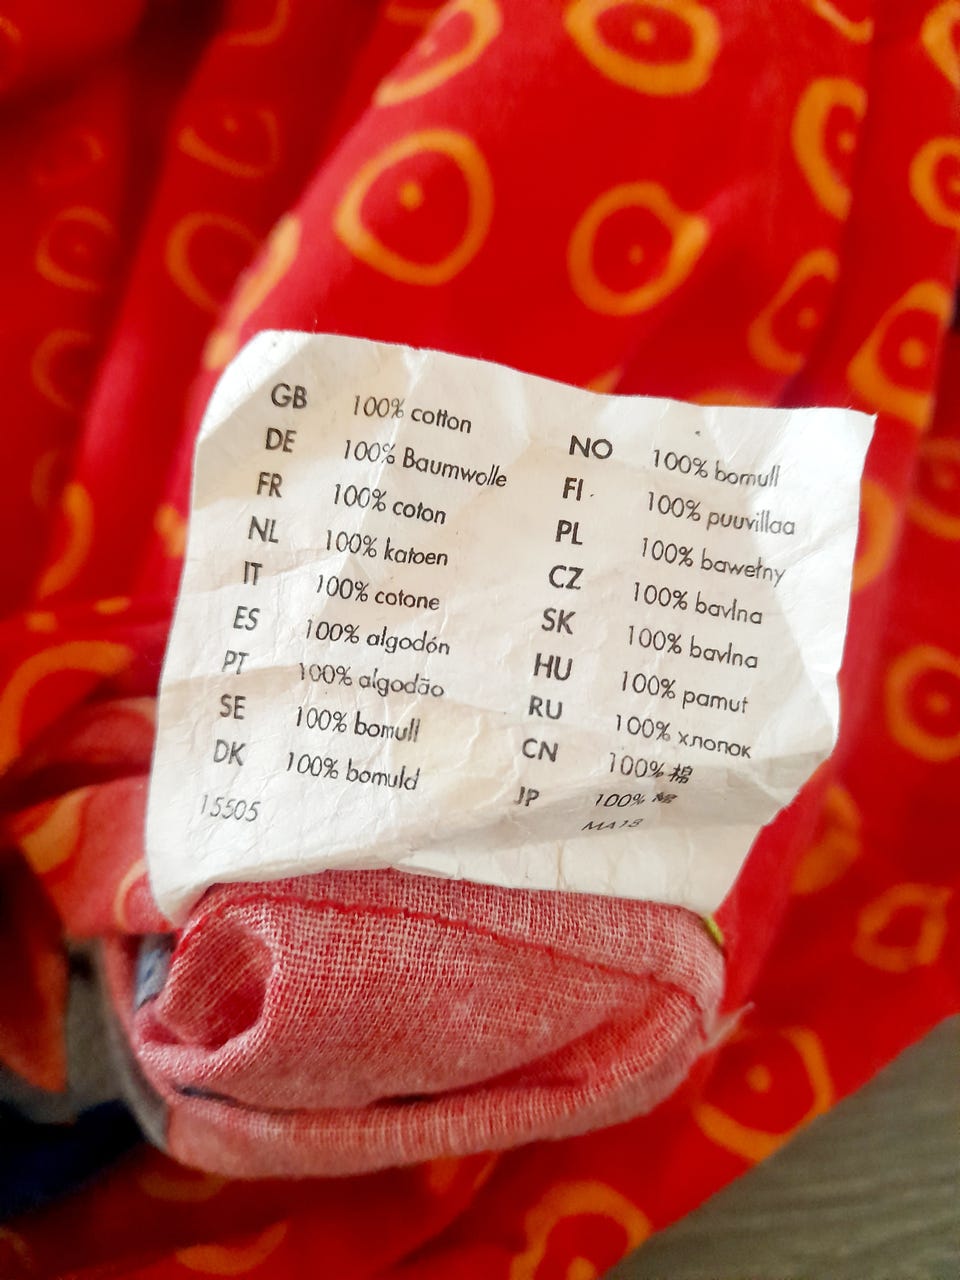 GB 100% cotton
DE 100% Baumwolle
FR 100% coton
NL 100% katoen
IT 100% cotone
ES 100% algodón
PT 100% algodão
SE 100% bomull
DK 100% bomuld
15505
NO 100% bomull
FI 100% puuvillaa
PL 100% bawełny
CZ 100% bavlna
SK 100% bavlna
HU 100% pamut
RU 100% хлопок
CN 100% 棉
JP 100% 綿
MA18